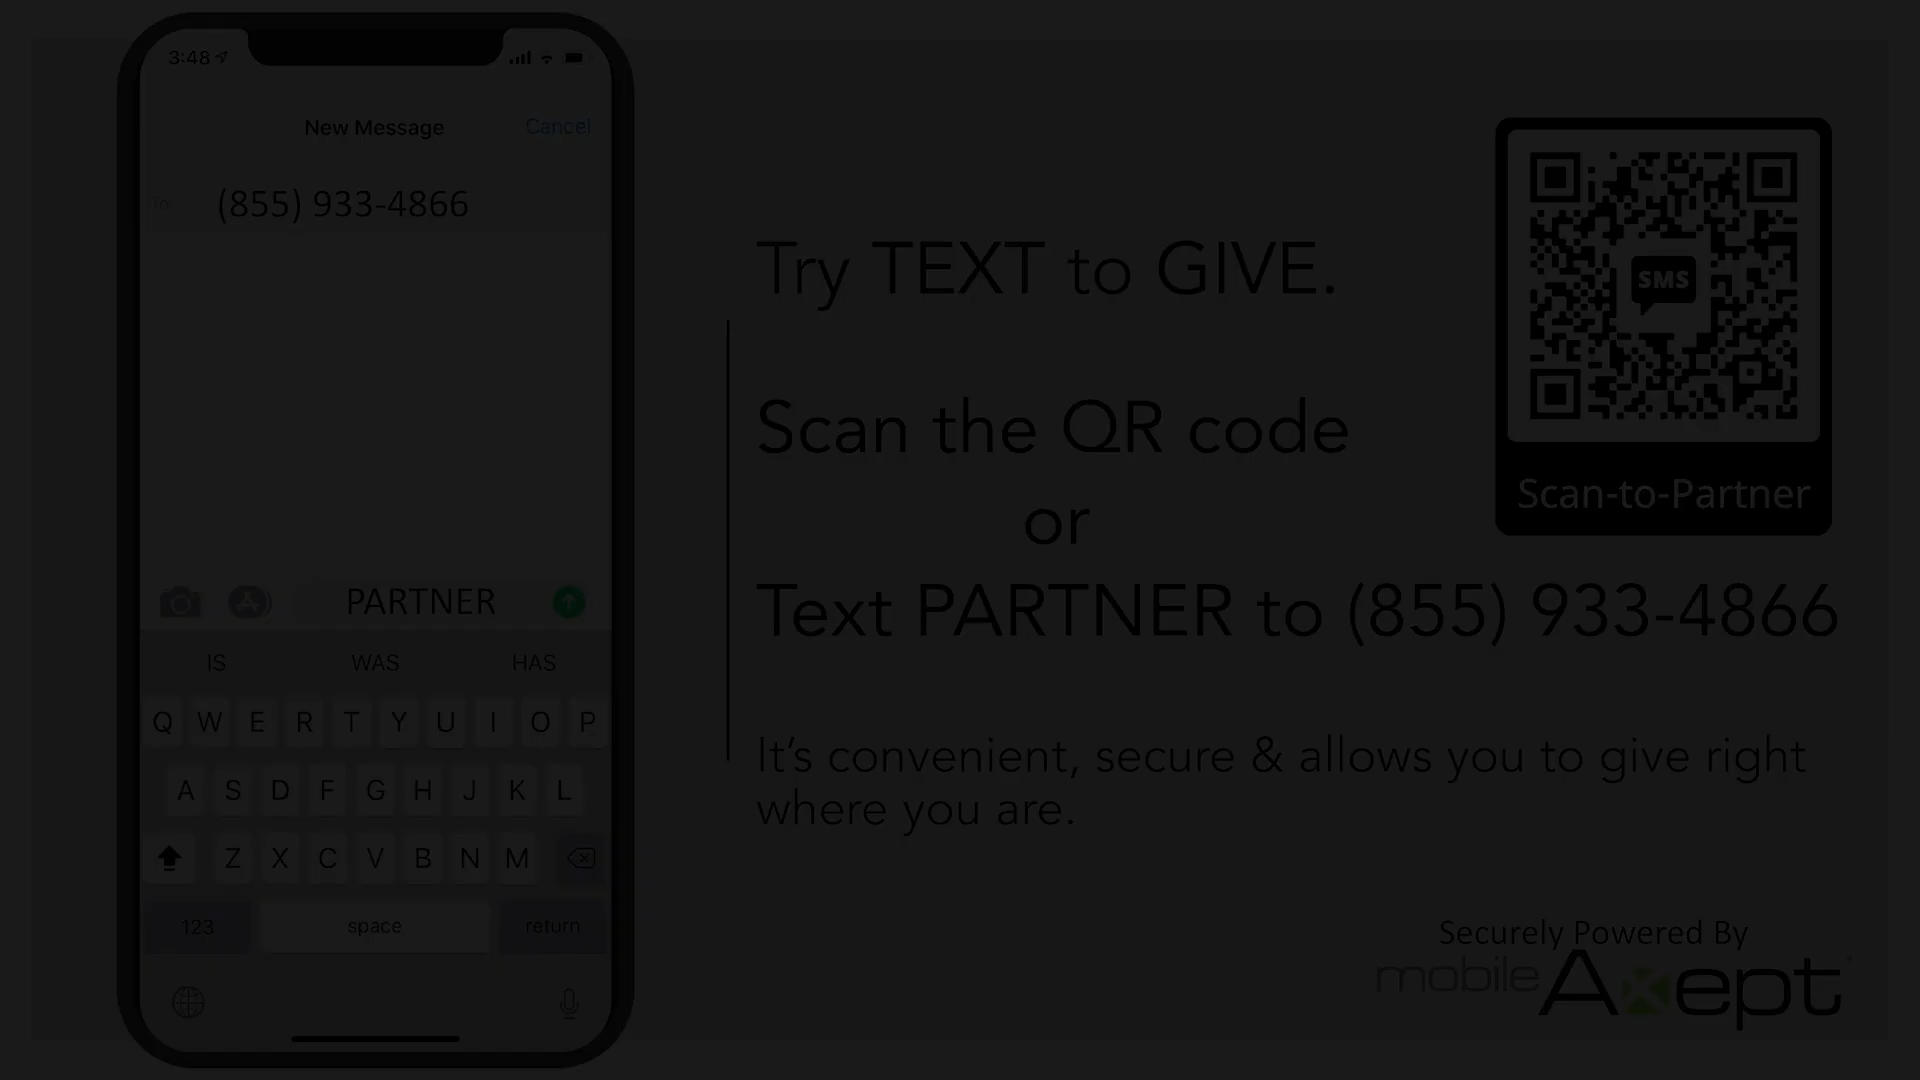 3:48
New Message
Cancel
To:
(855) 933-4866
PARTNER
IS WAS HAS
Q W E R T Y U I O P
A S D F G H J K L
Z X C V B N M
123 space return
Try TEXT to GIVE.
Scan the QR code
or
Text PARTNER to (855) 933-4866
It’s convenient, secure & allows you to give right
where you are.
SMS
Scan-to-Partner
Securely Powered By
mobileAxept